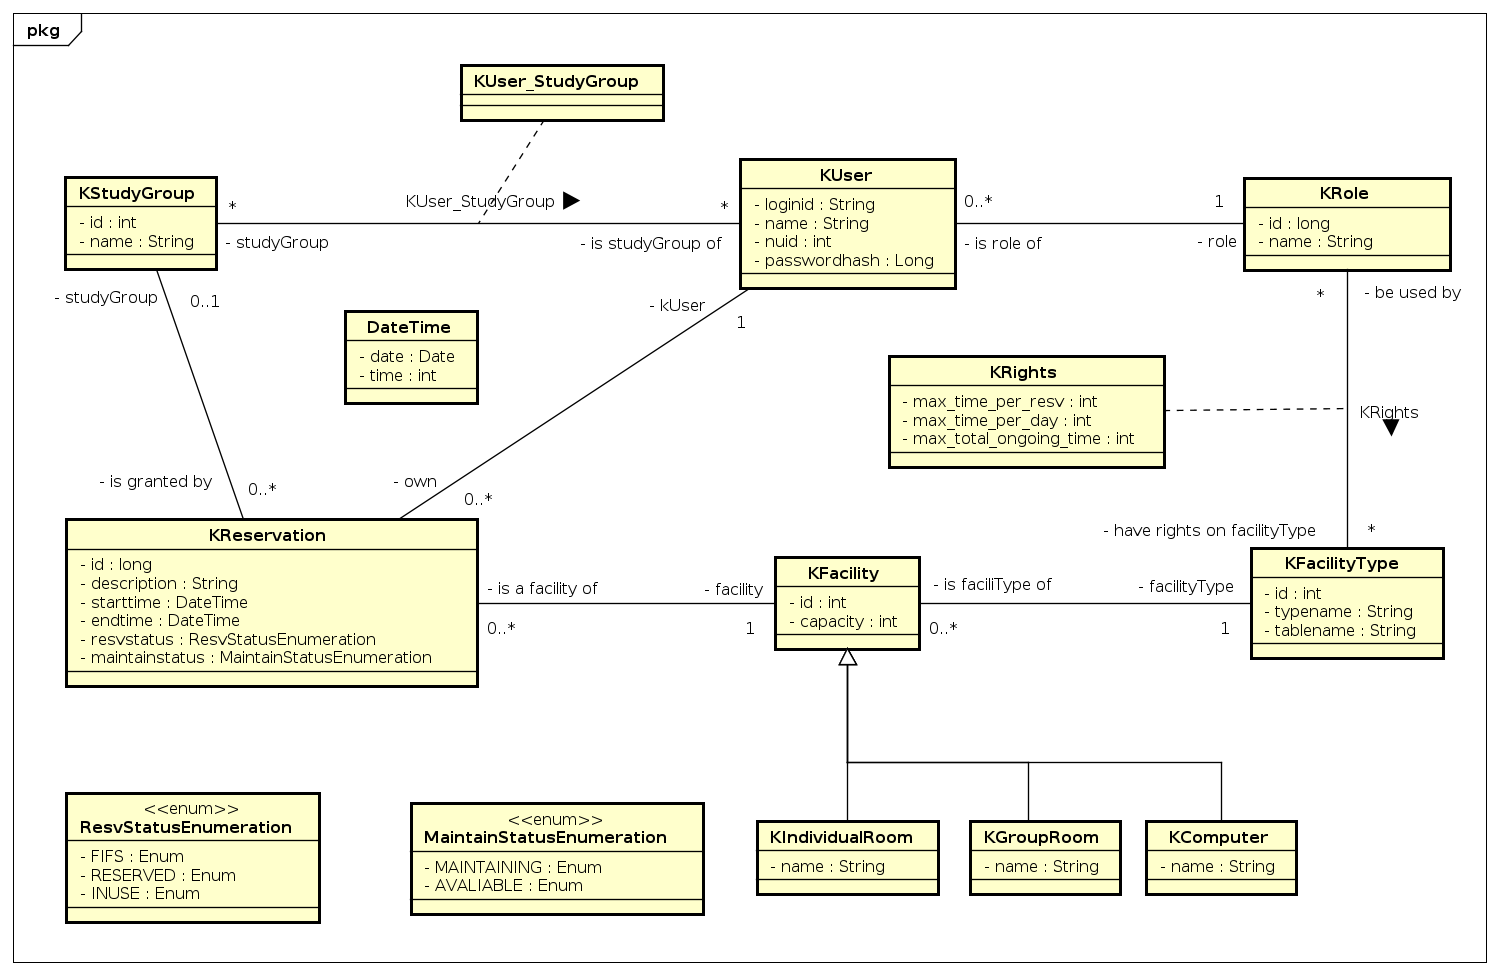 pkg
KUser_StudyGroup
KStudyGroup
- id : int
- name : String
*
KUser_StudyGroup
*
- studyGroup
- is studyGroup of
KUser
- loginid : String
- name : String
- nuid : int
- passwordhash : Long
0..*
1
- is role of
- role
KRole
- id : long
- name : String
- studyGroup
0..1
- kUser
1
*
- be used by
DateTime
- date : Date
- time : int
KRights
- max_time_per_resv : int
- max_time_per_day : int
- max_total_ongoing_time : int
KRights
- is granted by
0..*
- own
0..*
- have rights on facilityType
*
KReservation
- id : long
- description : String
- starttime : DateTime
- endtime : DateTime
- resvstatus : ResvStatusEnumeration
- maintainstatus : MaintainStatusEnumeration
- is a facility of
- facility
0..*
1
KFacility
- id : int
- capacity : int
- is faciliType of
- facilityType
0..*
1
KFacilityType
- id : int
- typename : String
- tablename : String
<<enum>>
ResvStatusEnumeration
- FIFS : Enum
- RESERVED : Enum
- INUSE : Enum
<<enum>>
MaintainStatusEnumeration
- MAINTAINING : Enum
- AVALIABLE : Enum
KIndividualRoom
- name : String
KGroupRoom
- name : String
KComputer
- name : String